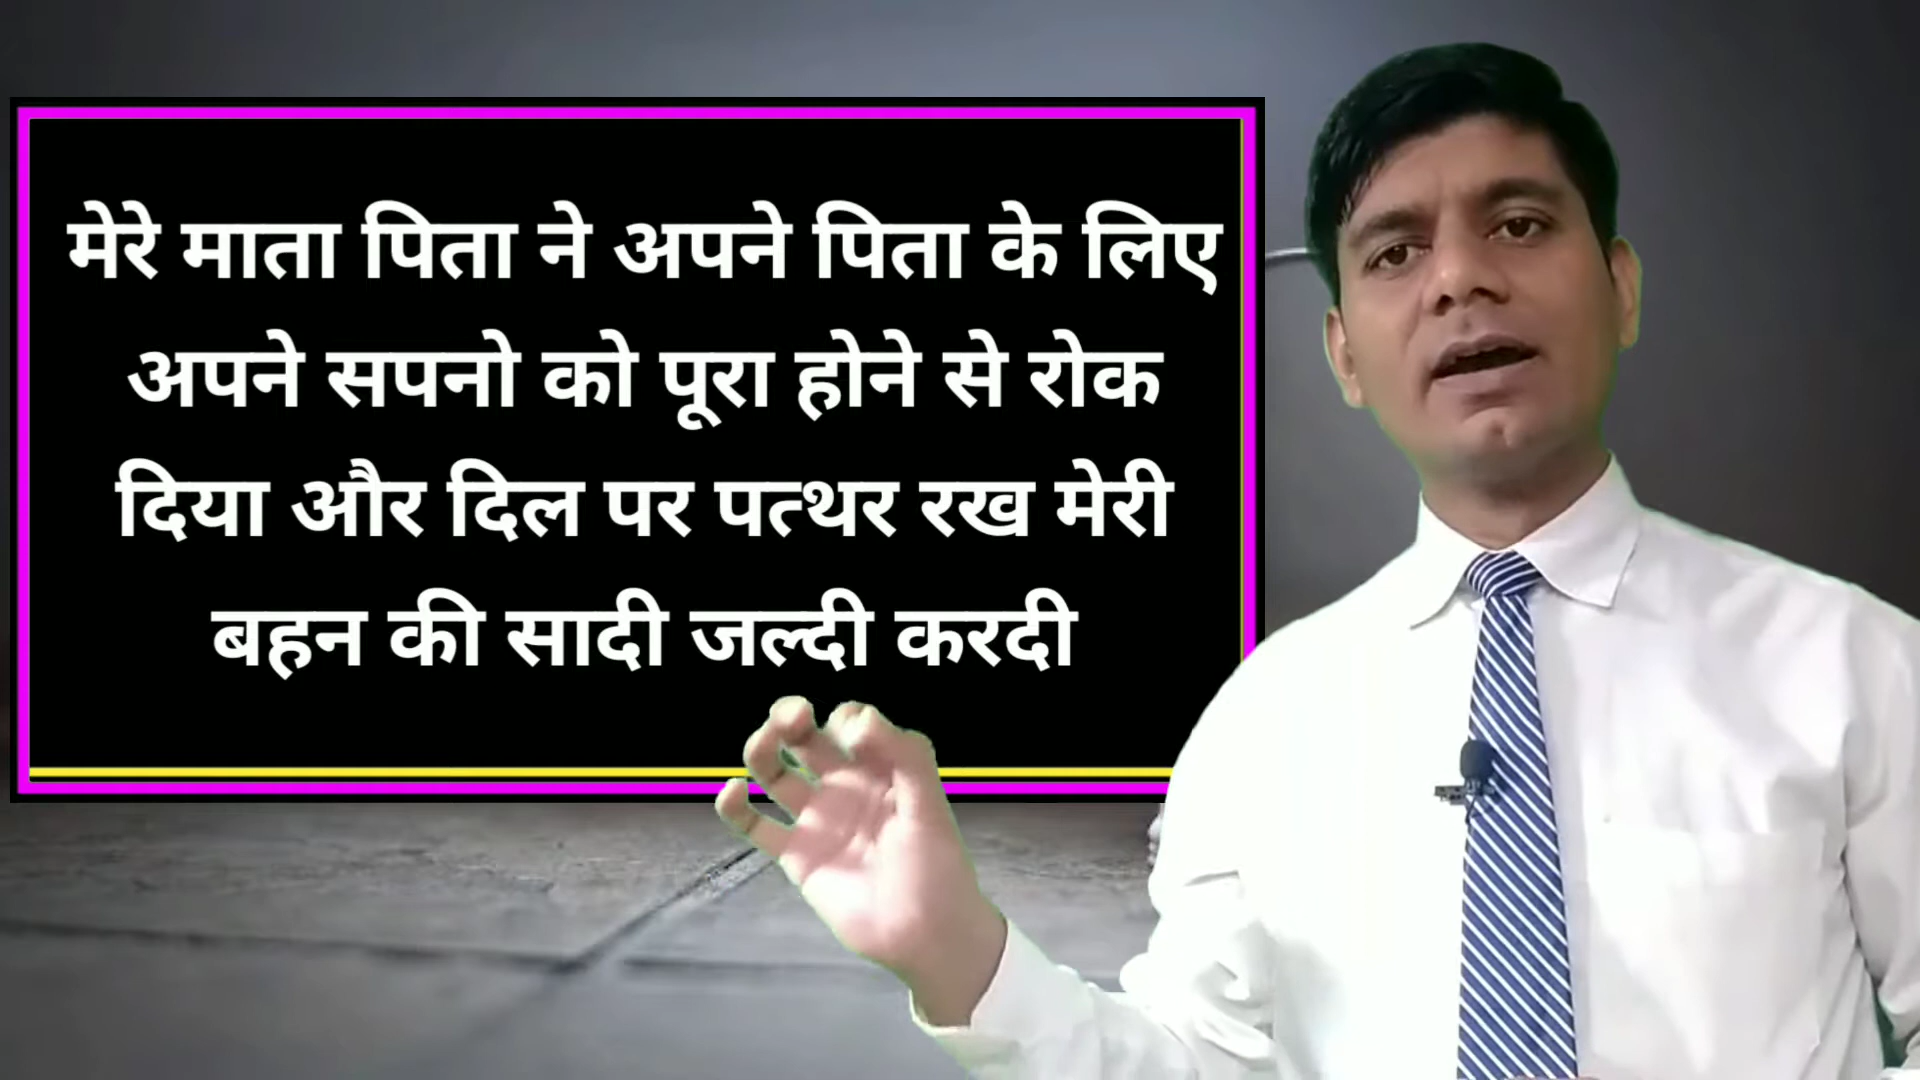 मेरे माता पिता ने अपने पिता के लिए
अपने सपनो को पूरा होने से रोक
दिया और दिल पर पत्थर रख मेरी
बहन की सादी जल्दी करदी